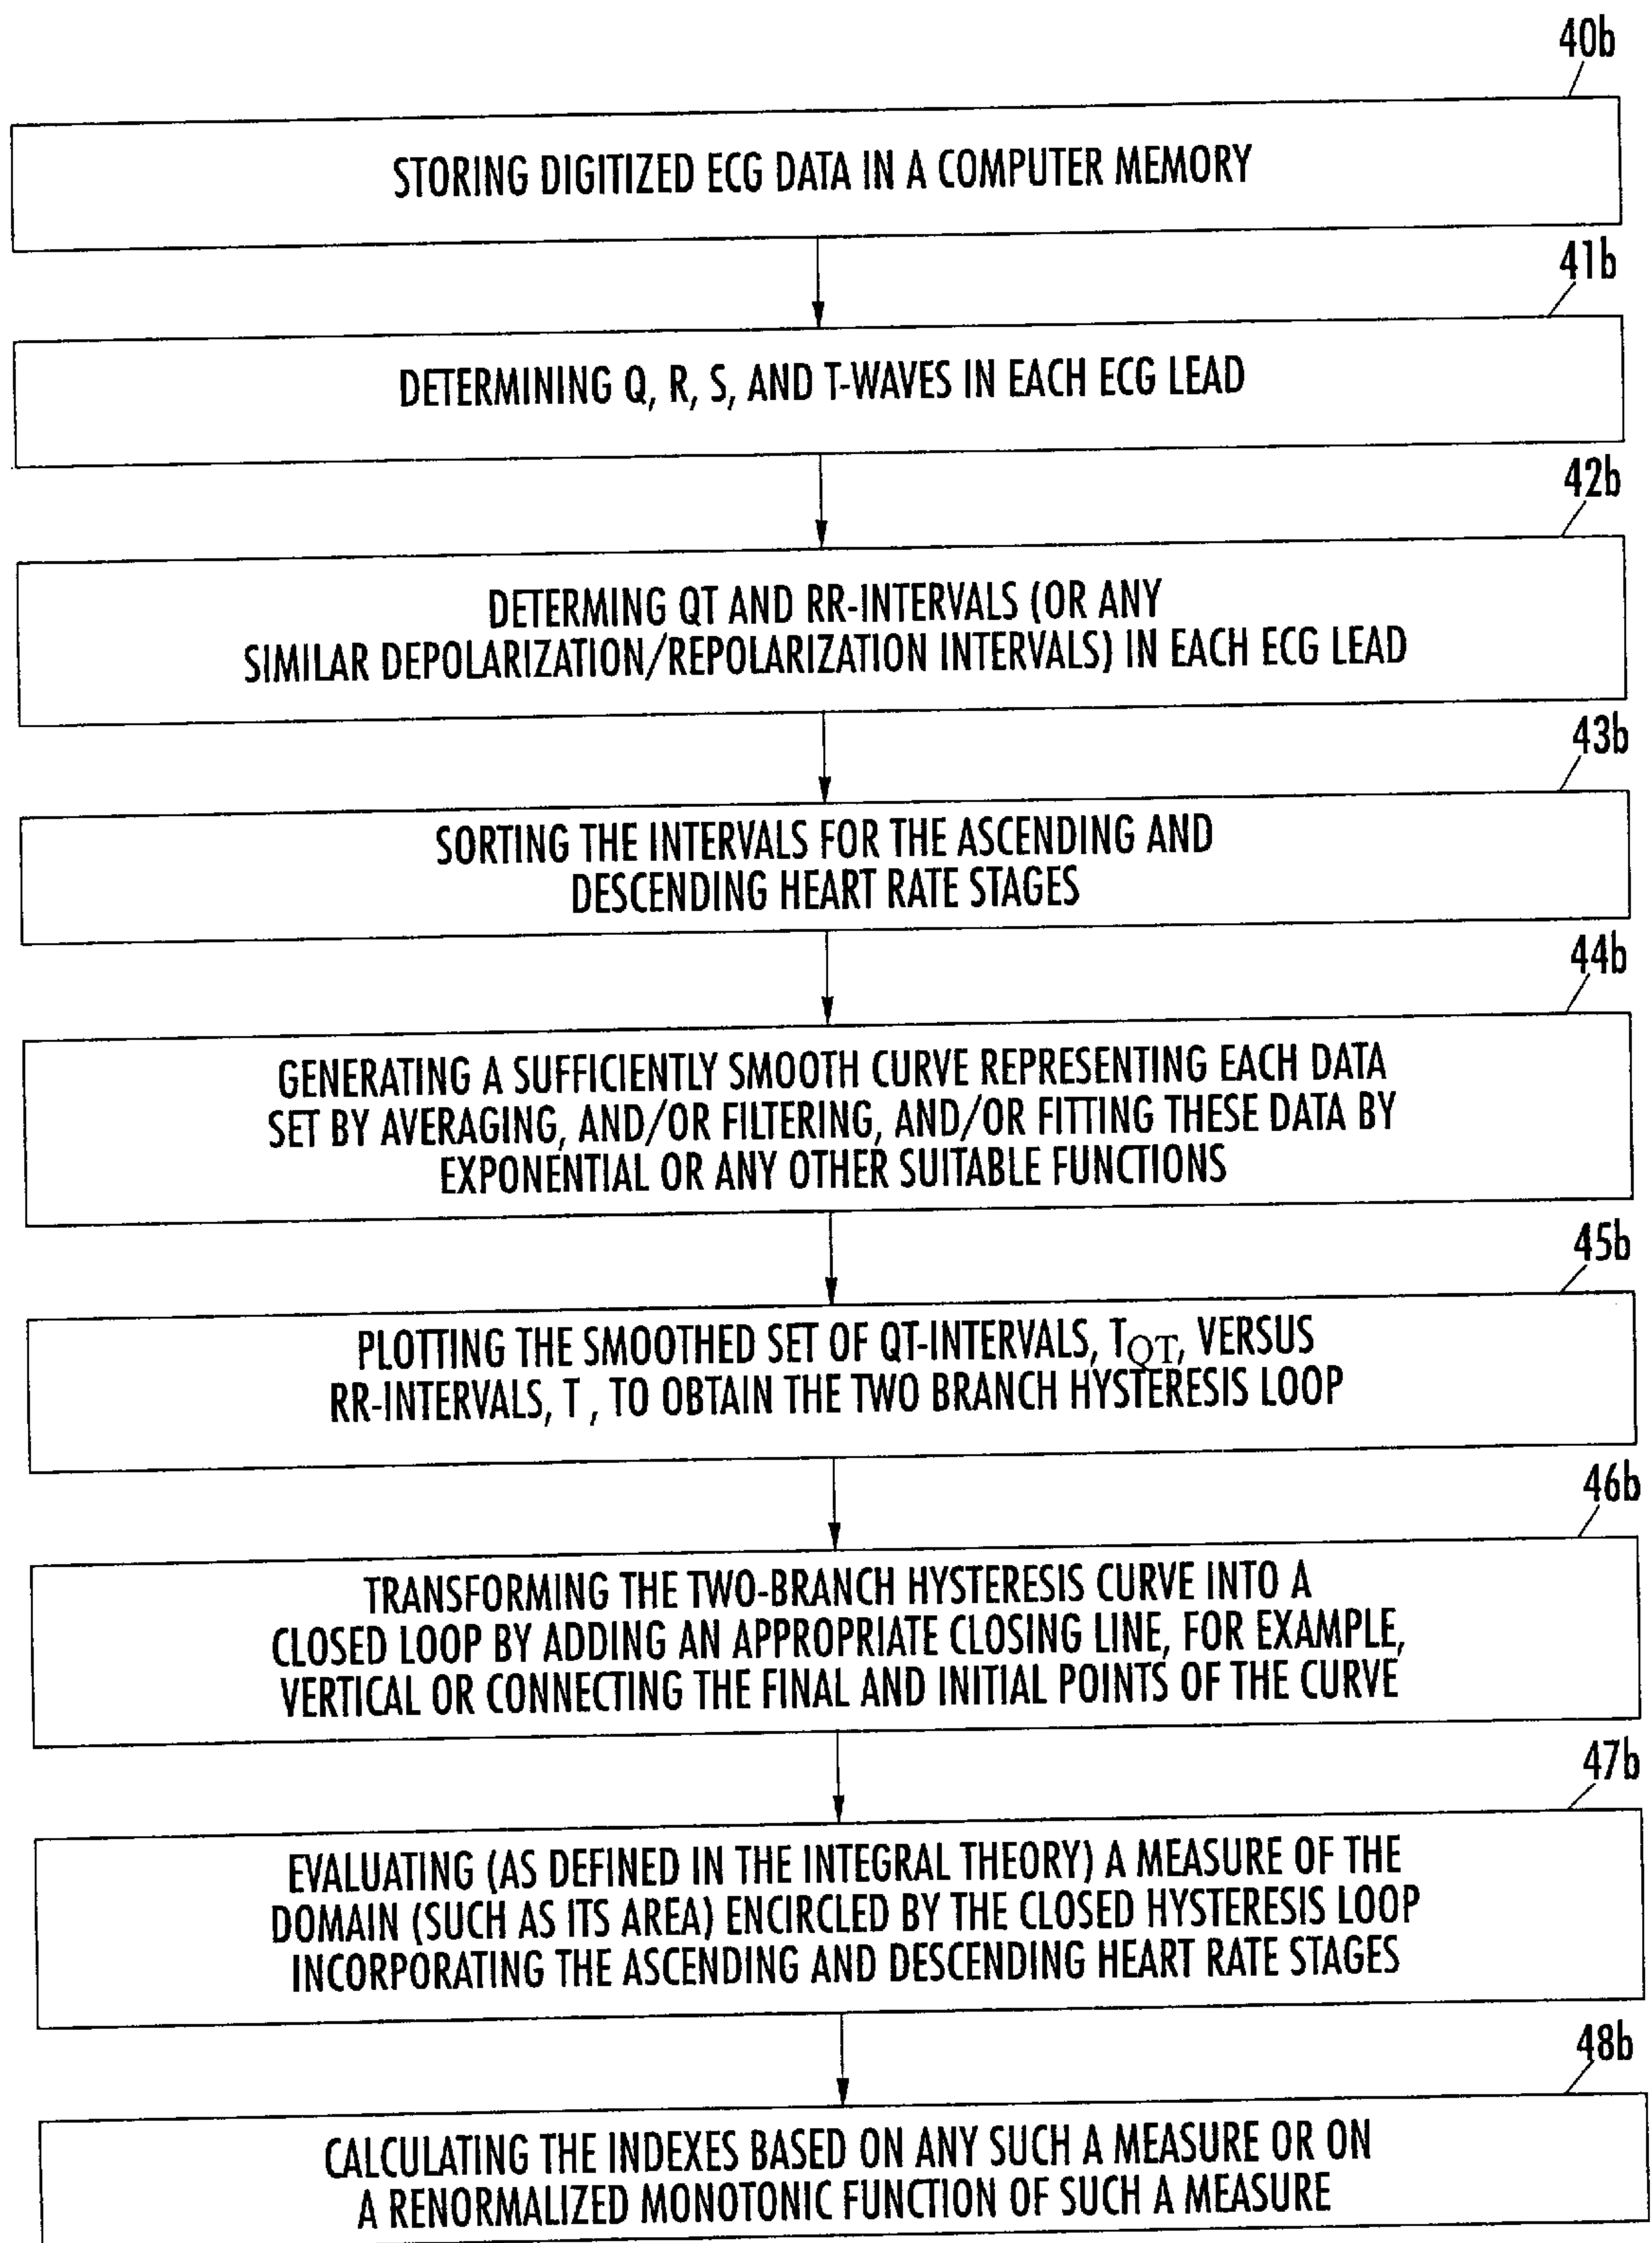 40b
STORING DIGITIZED ECG DATA IN A COMPUTER MEMORY
41b
DETERMINING Q, R, S, AND T-WAVES IN EACH ECG LEAD
42b
DETERMING QT AND RR-INTERVALS (OR ANY
SIMILAR DEPOLARIZATION/REPOLARIZATION INTERVALS) IN EACH ECG LEAD
43b
SORTING THE INTERVALS FOR THE ASCENDING AND
DESCENDING HEART RATE STAGES
44b
GENERATING A SUFFICIENTLY SMOOTH CURVE REPRESENTING EACH DATA
SET BY AVERAGING, AND/OR FILTERING, AND/OR FITTING THESE DATA BY
EXPONENTIAL OR ANY OTHER SUITABLE FUNCTIONS
45b
PLOTTING THE SMOOTHED SET OF QT-INTERVALS, TQT, VERSUS
RR-INTERVALS, T , TO OBTAIN THE TWO BRANCH HYSTERESIS LOOP
46b
TRANSFORMING THE TWO-BRANCH HYSTERESIS CURVE INTO A
CLOSED LOOP BY ADDING AN APPROPRIATE CLOSING LINE, FOR EXAMPLE,
VERTICAL OR CONNECTING THE FINAL AND INITIAL POINTS OF THE CURVE
47b
EVALUATING (AS DEFINED IN THE INTEGRAL THEORY) A MEASURE OF THE
DOMAIN (SUCH AS ITS AREA) ENCIRCLED BY THE CLOSED HYSTERESIS LOOP
INCORPORATING THE ASCENDING AND DESCENDING HEART RATE STAGES
48b
CALCULATING THE INDEXES BASED ON ANY SUCH A MEASURE OR ON
A RENORMALIZED MONOTONIC FUNCTION OF SUCH A MEASURE